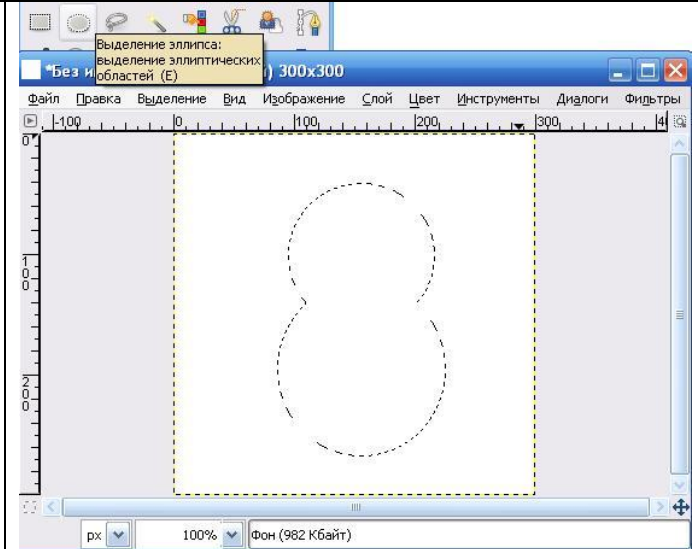 Выделение эллипса:
выделение эллиптических
областей (E)
*Без и ) 300x300
Файл Правка Выделение Вид Изображение Слой Цвет Инструменты Диалоги Фильтры
-100 0 100 200 300 4
0
100
200
px 100% Фон (982 Кбайт)